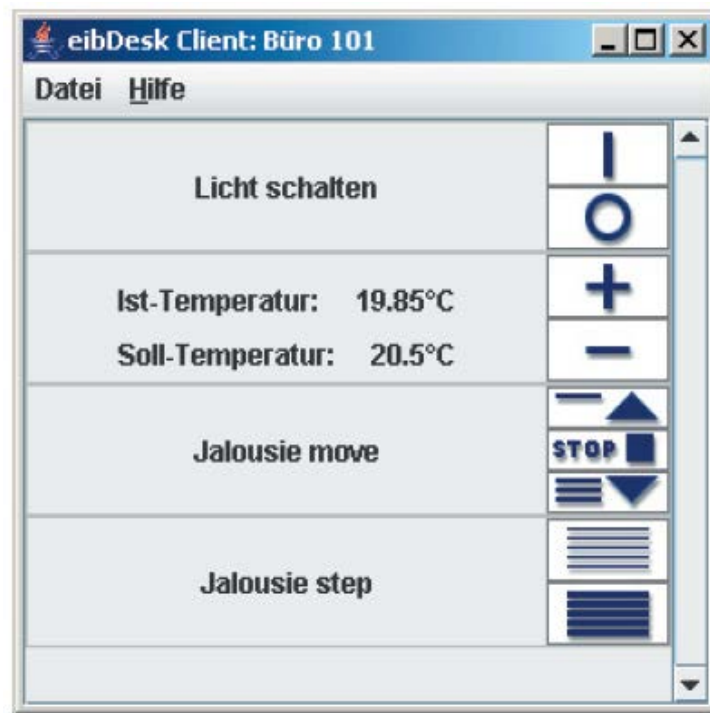 eibDesk Client: Büro 101
Datei Hilfe
Licht schalten
Ist-Temperatur: 19.85°C
Soll-Temperatur: 20.5°C
Jalousie move
STOP
Jalousie step